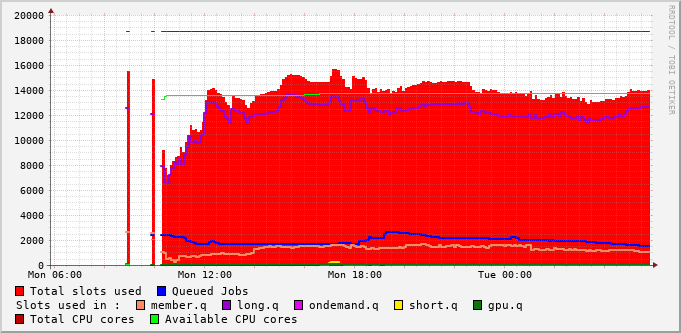 20000
18000
16000
14000
12000
10000
8000
6000
4000
2000
0
Mon 06:00 Mon 12:00 Mon 18:00 Tue 00:00
RRDTOOL / TOBI OETIKER
Total slots used Queued Jobs
Slots used in : member.q long.q ondemand.q short.q gpu.q
Total CPU cores Available CPU cores